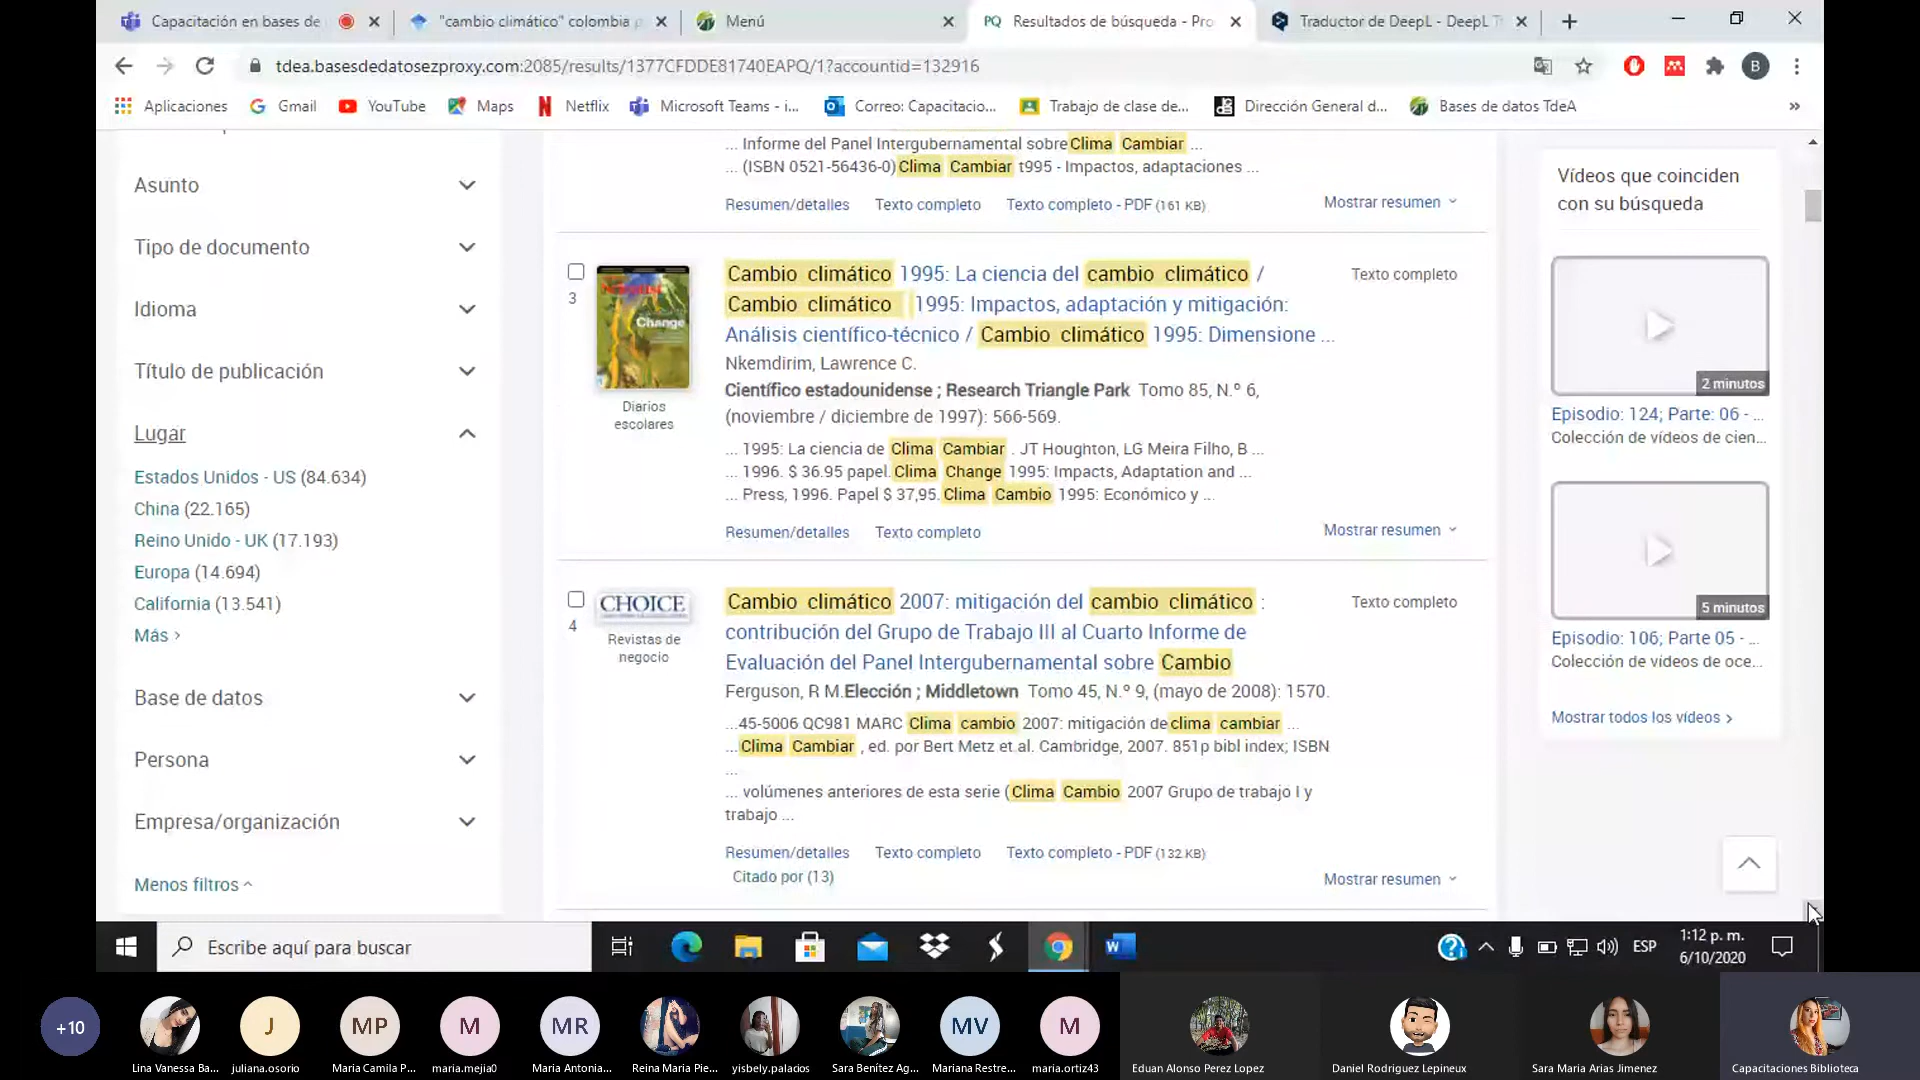 Capacitación en bases de
"cambio climático" colombia p
Menú
PQ Resultados de búsqueda - Pro
Traductor de DeepL - DeepL T
tdea.basesdedatosezproxy.com:2085/results/1377CFDDE81740EAPQ/1?accountid=132916
B
Aplicaciones
Gmail
YouTube
Maps
Netflix
Microsoft Teams - i...
Correo: Capacitacio...
Trabajo de clase de...
Dirección General d...
Bases de datos TdeA
»
Asunto
Tipo de documento
Idioma
Título de publicación
Lugar
Estados Unidos - US (84.634)
China (22.165)
Reino Unido - UK (17.193)
Europa (14.694)
California (13.541)
Más
Base de datos
Persona
Empresa/organización
Menos filtros
... Informe del Panel Intergubernamental sobre Clima Cambiar ...
... (ISBN 0521-56436-0) Clima Cambiar t995 - Impactos, adaptaciones ...
Resumen/detalles Texto completo Texto completo - PDF (161 KB) Mostrar resumen
3
Change
Diarios
escolares
Cambio climático 1995: La ciencia del cambio climático /
Cambio climático 1995: Impactos, adaptación y mitigación:
Análisis científico-técnico / Cambio climático 1995: Dimensione ...
Texto completo
Nkemdirim, Lawrence C.
Científico estadounidense ; Research Triangle Park Tomo 85, N.º 6,
(noviembre / diciembre de 1997): 566-569.
... 1995: La ciencia de Clima Cambiar . JT Houghton, LG Meira Filho, B ...
... 1996. $ 36.95 papel. Clima Change 1995: Impacts, Adaptation and ...
... Press, 1996. Papel $ 37,95. Clima Cambio 1995: Económico y ...
Resumen/detalles Texto completo Mostrar resumen
4
CHOICE
Revistas de
negocio
Cambio climático 2007: mitigación del cambio climático :
contribución del Grupo de Trabajo III al Cuarto Informe de
Evaluación del Panel Intergubernamental sobre Cambio
Texto completo
Ferguson, R M.Elección ; Middletown Tomo 45, N.º 9, (mayo de 2008): 1570.
...45-5006 QC981 MARC Clima cambio 2007: mitigación de clima cambiar ...
...Clima Cambiar , ed. por Bert Metz et.al. Cambridge, 2007. 851p bibl index; ISBN
...
... volúmenes anteriores de esta serie (Clima Cambio 2007 Grupo de trabajo I y
trabajo ...
Resumen/detalles Texto completo Texto completo - PDF (132 KB)
Citado por (13)
Mostrar resumen
Vídeos que coinciden
con su búsqueda
2 minutos
Episodio: 124; Parte: 06 - ...
Colección de vídeos de cien...
5 minutos
Episodio: 106; Parte 05 - ...
Colección de vídeos de oce...
Mostrar todos los vídeos
Escribe aquí para buscar
ESP
1:12 p. m.
6/10/2020
+10
J
MP
M
MR
MV
M
Lina Vanessa Ba...
juliana.osorio
Maria Camila P...
maria.mejia0
Maria Antonia...
Reina Maria Pie...
yisbely.palacios
Sara Benítez Ag...
Mariana Restre...
maria.ortiz43
Eduan Alonso Perez Lopez
Daniel Rodriguez Lepineux
Sara Maria Arias Jimenez
Capacitaciones Biblioteca